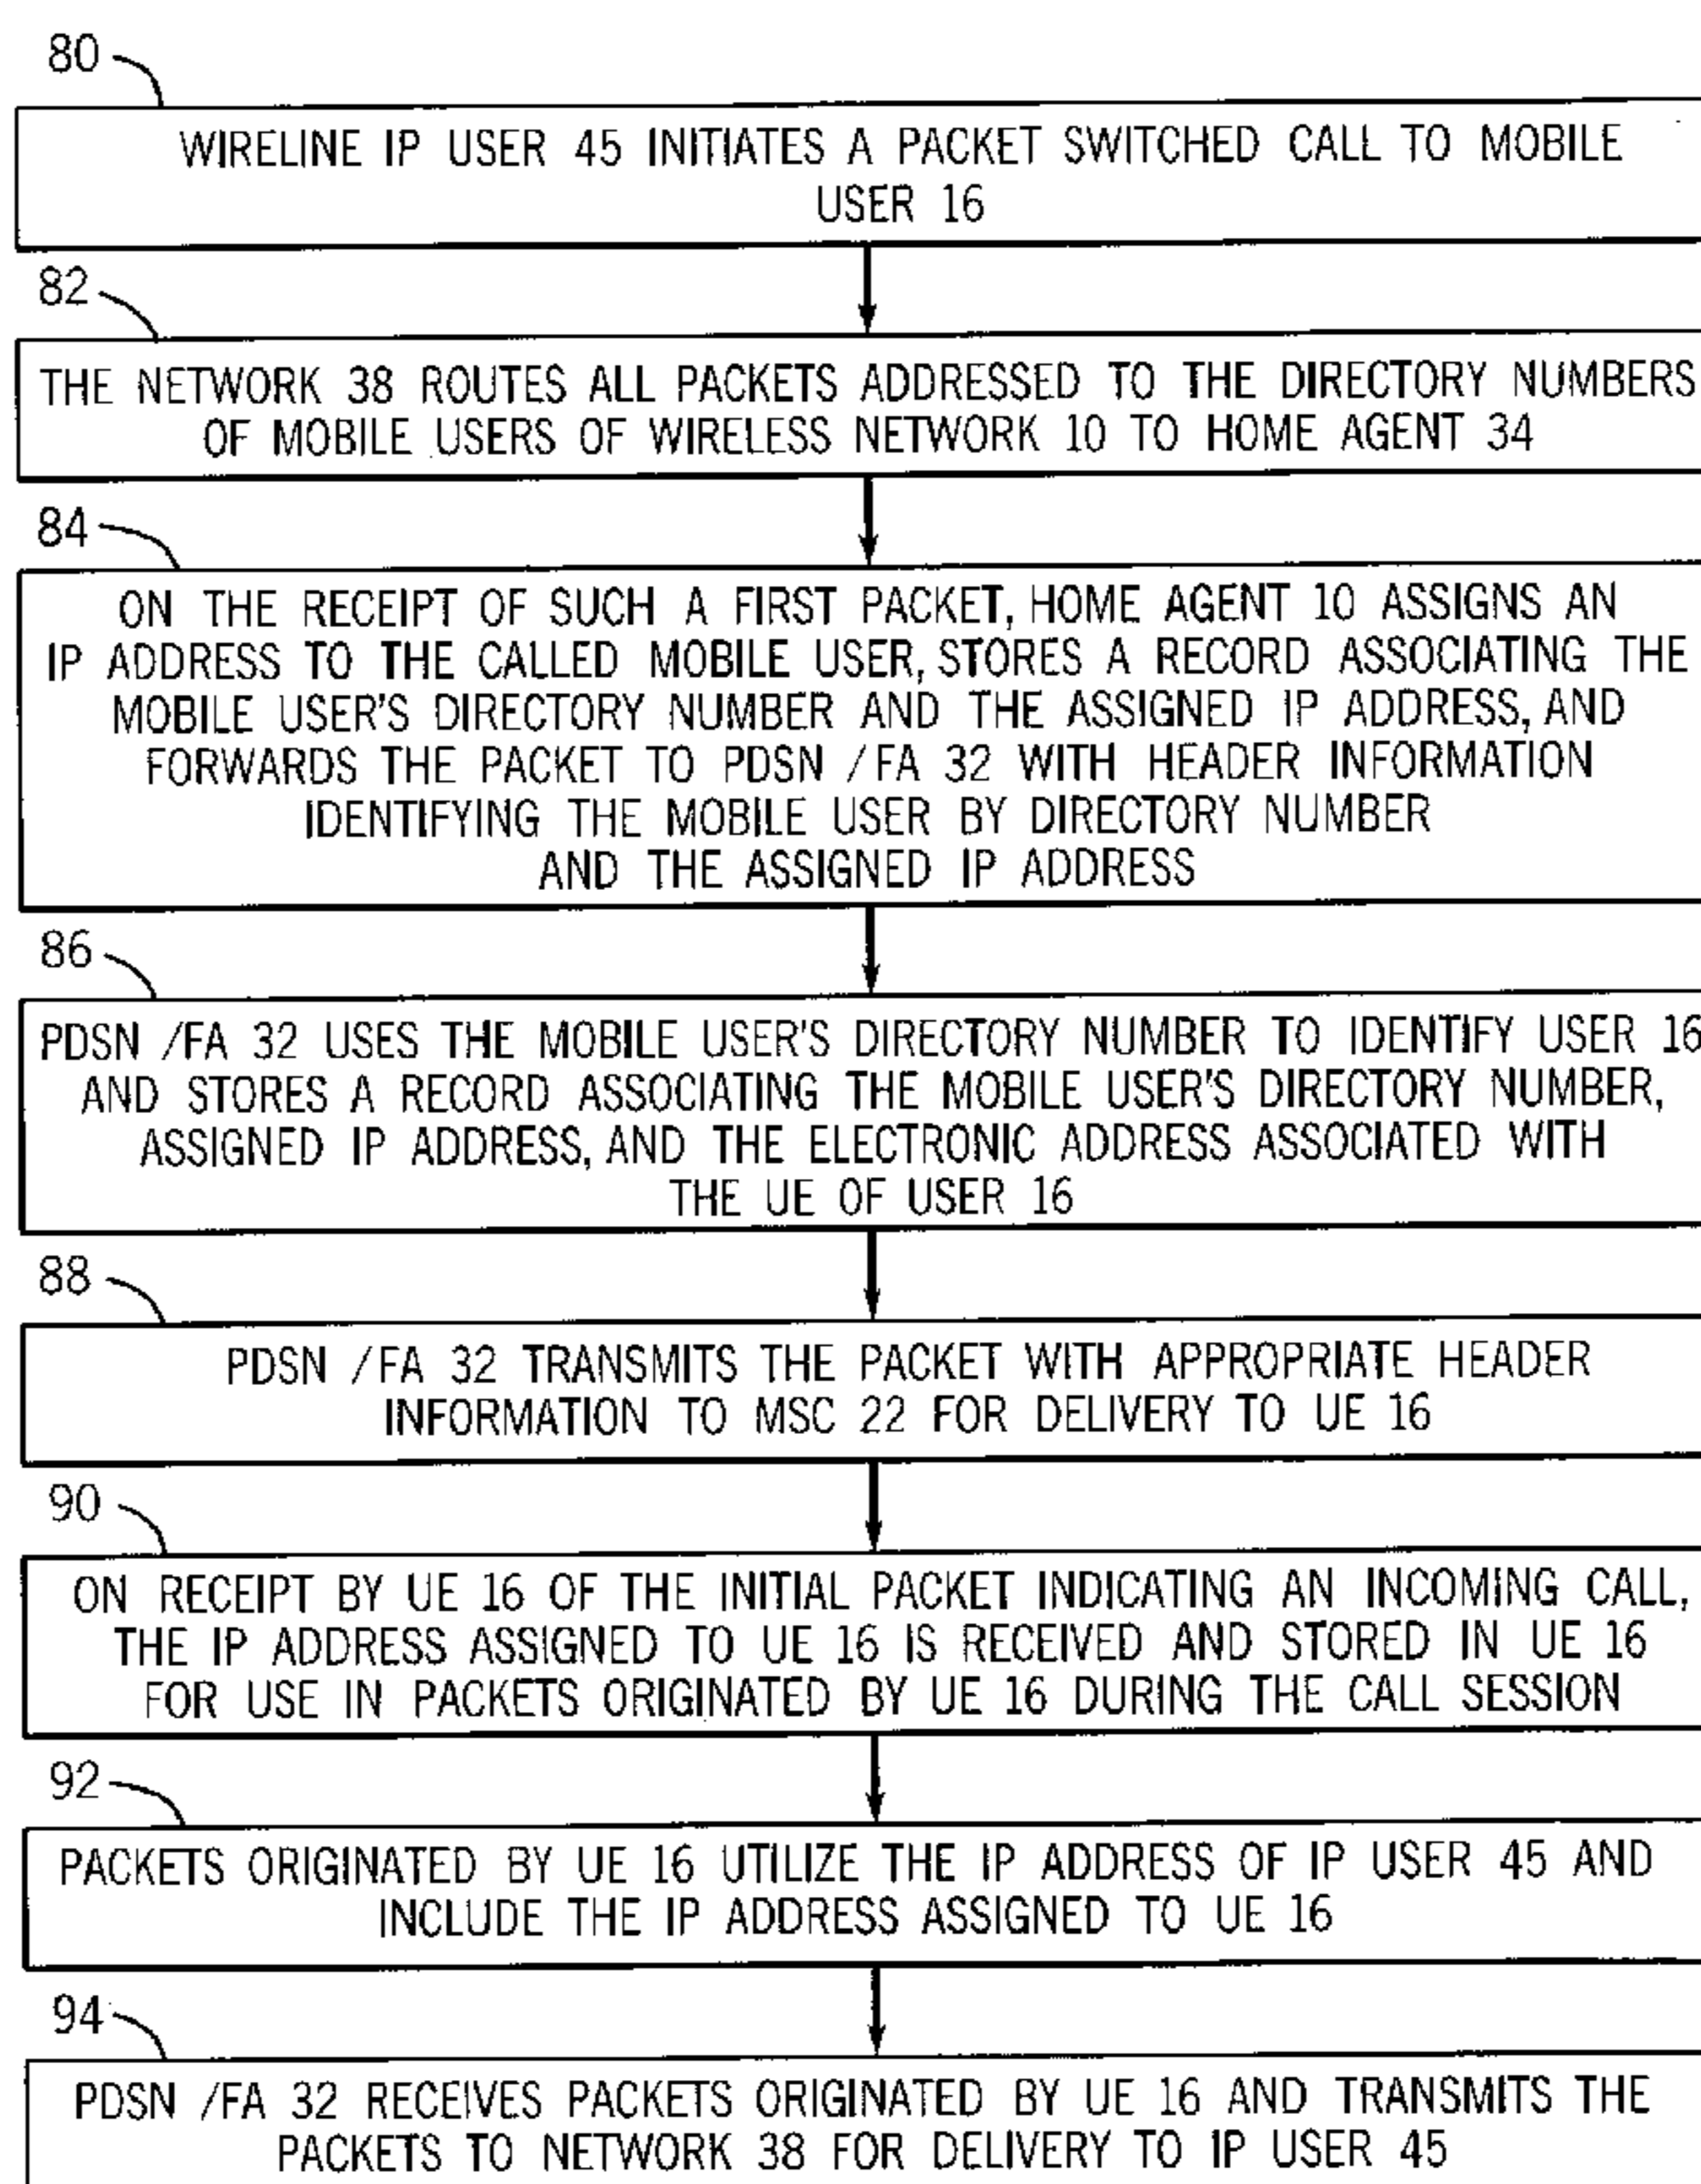 80
WIRELINE IP USER 45 INITIATES A PACKET SWITCHED CALL TO MOBILE
USER 16
82
THE NETWORK 38 ROUTES ALL PACKETS ADDRESSED TO THE DIRECTORY NUMBERS
OF MOBILE USERS OF WIRELESS NETWORK 10 TO HOME AGENT 34
84
ON THE RECEIPT OF SUCH A FIRST PACKET, HOME AGENT 10 ASSIGNS AN
IP ADDRESS TO THE CALLED MOBILE USER, STORES A RECORD ASSOCIATING THE
MOBILE USER'S DIRECTORY NUMBER AND THE ASSIGNED IP ADDRESS, AND
FORWARDS THE PACKET TO PDSN /FA 32 WITH HEADER INFORMATION
IDENTIFYING THE MOBILE USER BY DIRECTORY NUMBER
AND THE ASSIGNED IP ADDRESS
86
PDSN /FA 32 USES THE MOBILE USER'S DIRECTORY NUMBER TO IDENTIFY USER 16
AND STORES A RECORD ASSOCIATING THE MOBILE USER'S DIRECTORY NUMBER,
ASSIGNED IP ADDRESS, AND THE ELECTRONIC ADDRESS ASSOCIATED WITH
THE UE OF USER 16
88
PDSN /FA 32 TRANSMITS THE PACKET WITH APPROPRIATE HEADER
INFORMATION TO MSC 22 FOR DELIVERY TO UE 16
90
ON RECEIPT BY UE 16 OF THE INITIAL PACKET INDICATING AN INCOMING CALL,
THE IP ADDRESS ASSIGNED TO UE 16 IS RECEIVED AND STORED IN UE 16
FOR USE IN PACKETS ORIGINATED BY UE 16 DURING THE CALL SESSION
92
PACKETS ORIGINATED BY UE 16 UTILIZE THE IP ADDRESS OF IP USER 45 AND
INCLUDE THE IP ADDRESS ASSIGNED TO UE 16
94
PDSN /FA 32 RECEIVES PACKETS ORIGINATED BY UE 16 AND TRANSMITS THE
PACKETS TO NETWORK 38 FOR DELIVERY TO IP USER 45